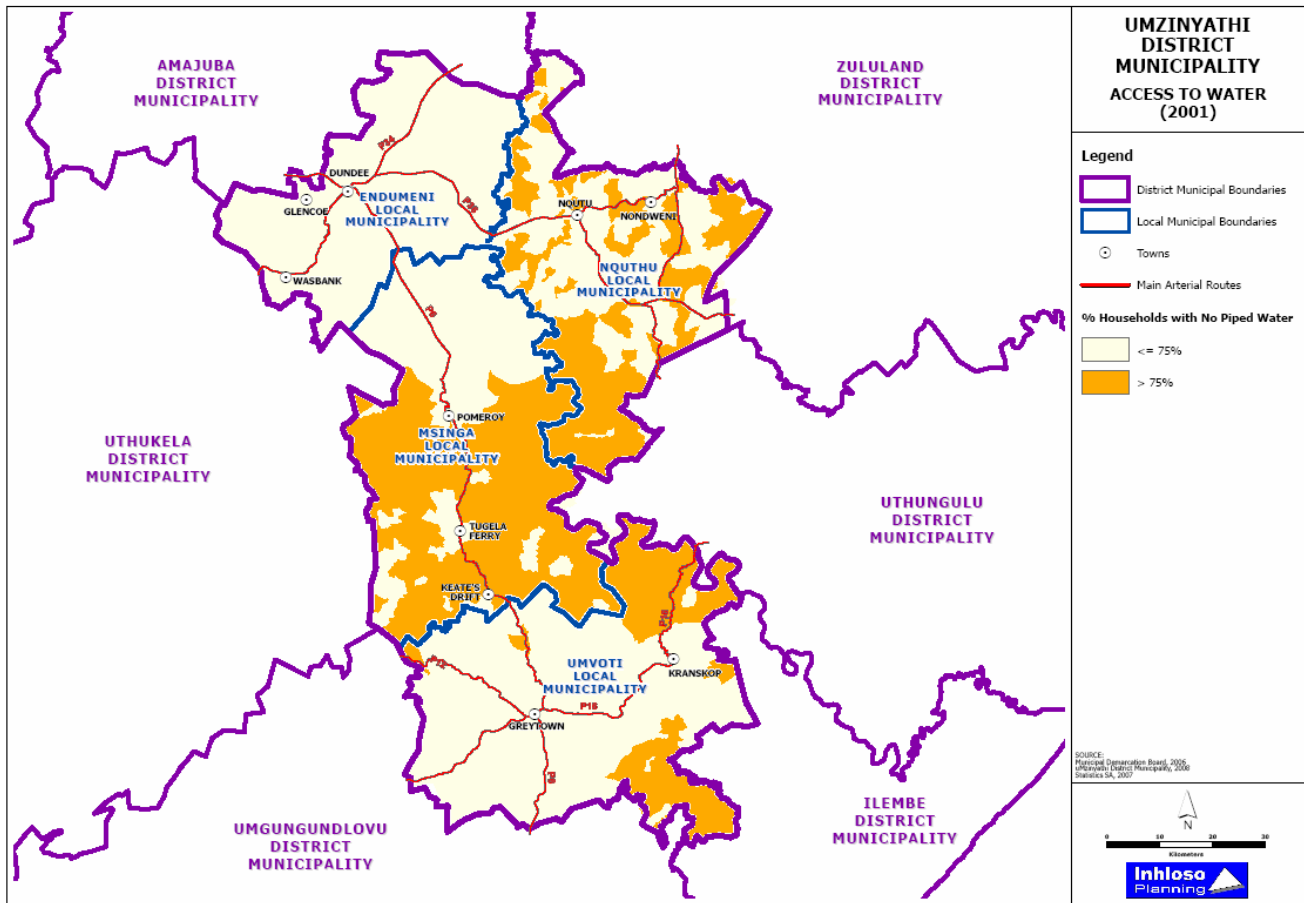 UMZINYATHI
DISTRICT
MUNICIPALITY
ACCESS TO WATER
(2001)
Legend
District Municipal Boundaries
Local Municipal Boundaries
Towns
Main Arterial Routes
% Households with No Piped Water
<= 75%
> 75%
SOURCE:
Municipal Demarcation Board, 2006
uMzinyathi District Municipality, 2008
Statistics SA, 2007
N
0 10 20 30
Kilometers
Inhloso
Planning
AMAJUBA
DISTRICT
MUNICIPALITY
ZULULAND
DISTRICT
MUNICIPALITY
P34
DUNDEE
GLENCOE
ENDUMENI
LOCAL
MUNICIPALITY
WASBANK
NQUTU
NONDWENI
NQUTHU
LOCAL
MUNICIPALITY
P6
POMEROY
MSINGA
LOCAL
MUNICIPALITY
UTHUKELA
DISTRICT
MUNICIPALITY
TUGELA
FERRY
KEATE'S
DRIFT
UTHUNGULU
DISTRICT
MUNICIPALITY
P16
UMVOTI
LOCAL
MUNICIPALITY
KRANSKOP
P18
GREYTOWN
UMGUNGUNDLOVU
DISTRICT
MUNICIPALITY
ILEMBE
DISTRICT
MUNICIPALITY